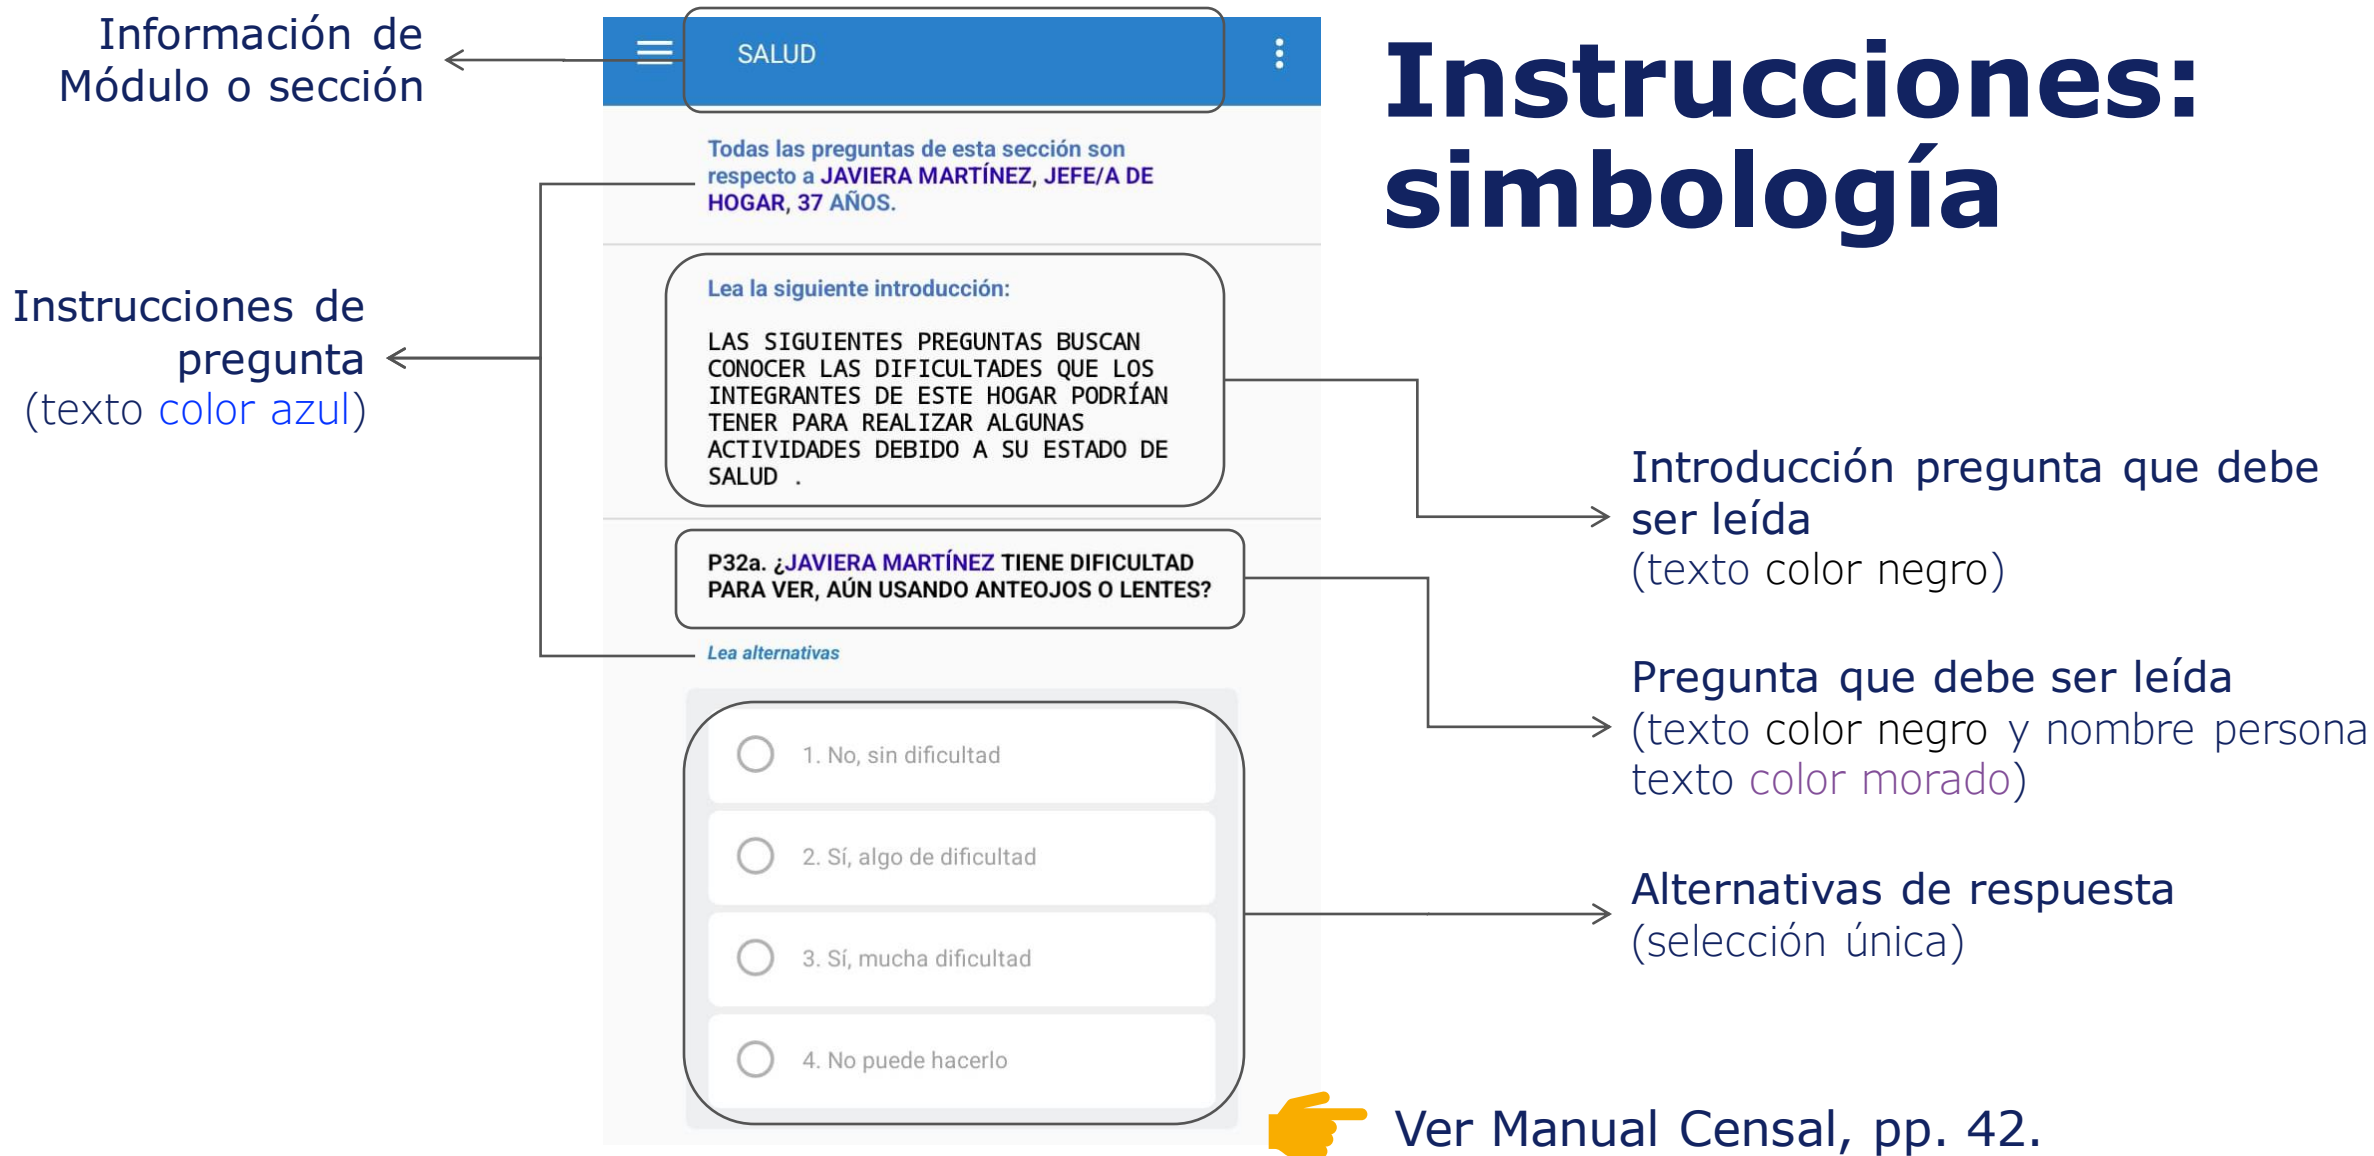 Instrucciones:
simbología
Información de
Módulo o sección
Instrucciones de
pregunta
(texto color azul)
SALUD
Todas las preguntas de esta sección son
respecto a JAVIERA MARTÍNEZ, JEFE/A DE
HOGAR, 37 AÑOS.
Lea la siguiente introducción:
LAS SIGUIENTES PREGUNTAS BUSCAN
CONOCER LAS DIFICULTADES QUE LOS
INTEGRANTES DE ESTE HOGAR PODRÍAN
TENER PARA REALIZAR ALGUNAS
ACTIVIDADES DEBIDO A SU ESTADO DE
SALUD .
P32a. ¿JAVIERA MARTÍNEZ TIENE DIFICULTAD
PARA VER, AÚN USANDO ANTEOJOS O LENTES?
Lea alternativas
1. No, sin dificultad
2. Sí, algo de dificultad
3. Sí, mucha dificultad
4. No puede hacerlo
Introducción pregunta que debe
ser leída
(texto color negro)
Pregunta que debe ser leída
(texto color negro y nombre persona
texto color morado)
Alternativas de respuesta
(selección única)
Ver Manual Censal, pp. 42.